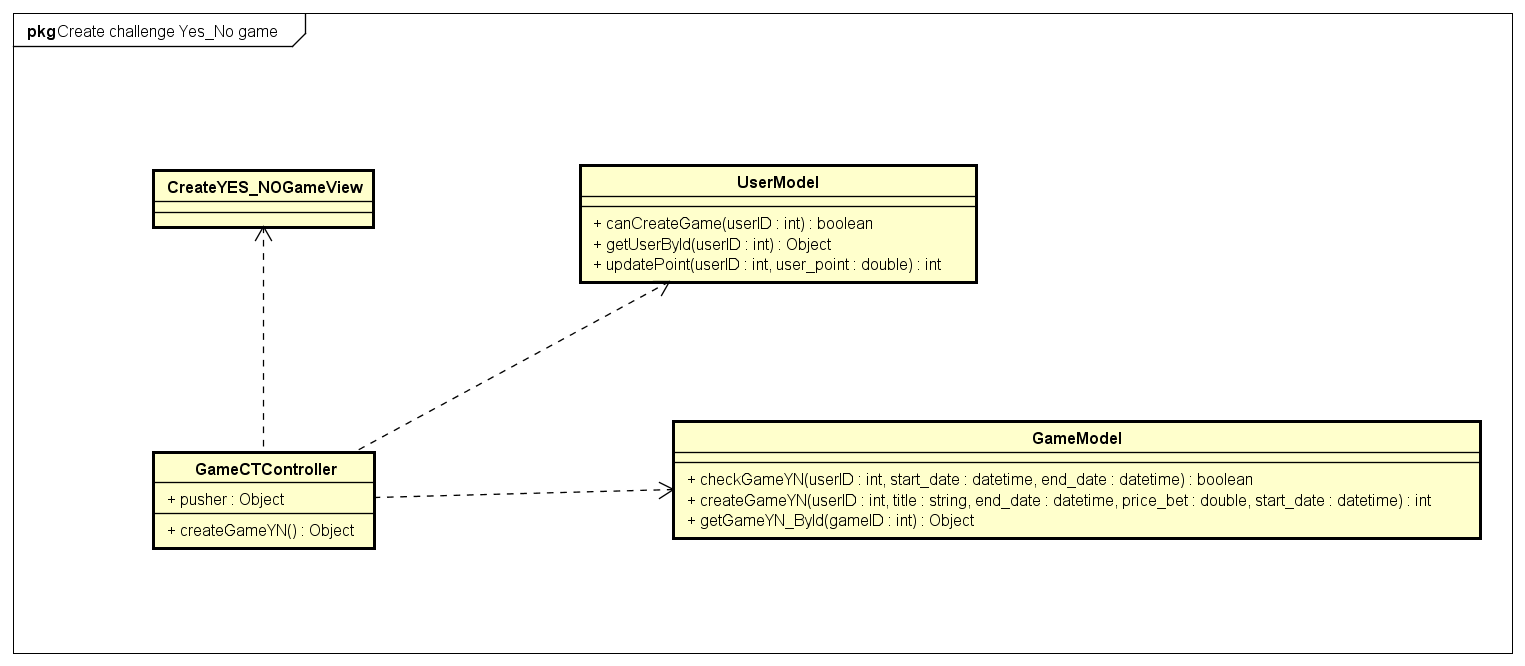 pkgCreate challenge Yes_No game
CreateYES_NOGameView
UserModel
+ canCreateGame(userID : int) : boolean
+ getUserById(userID : int) : Object
+ updatePoint(userID : int, user_point : double) : int
GameCTController
+ pusher : Object
+ createGameYN() : Object
GameModel
+ checkGameYN(userID : int, start_date : datetime, end_date : datetime) : boolean
+ createGameYN(userID : int, title : string, end_date : datetime, price_bet : double, start_date : datetime) : int
+ getGameYN_ById(gameID : int) : Object